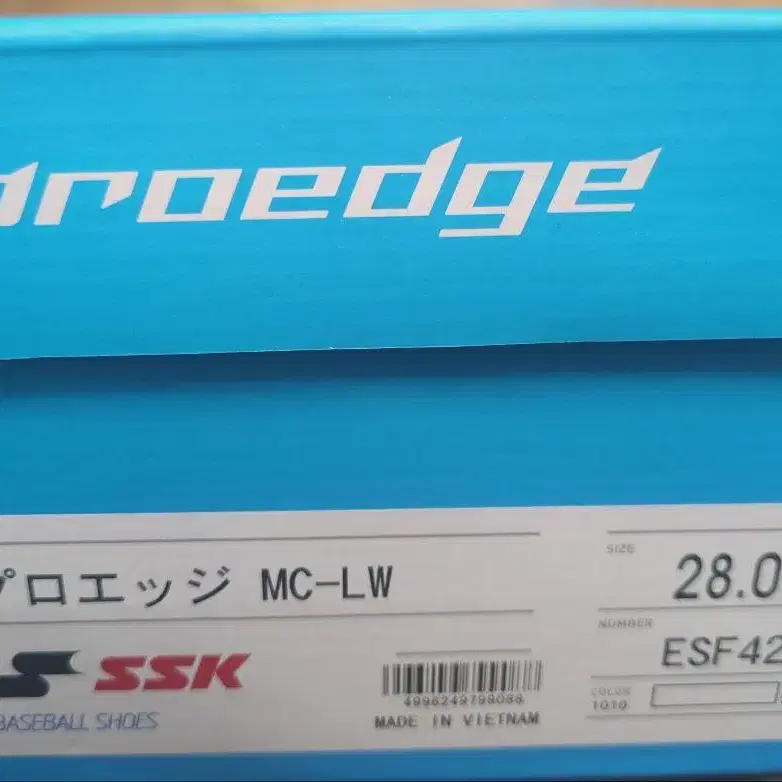 proedge
プロエッジ MC-LW
SIZE
28.0
NUMBER
ESF42
COLOR
1010
SSK
BASEBALL SHOES
4996249799088
MADE IN VIETNAM